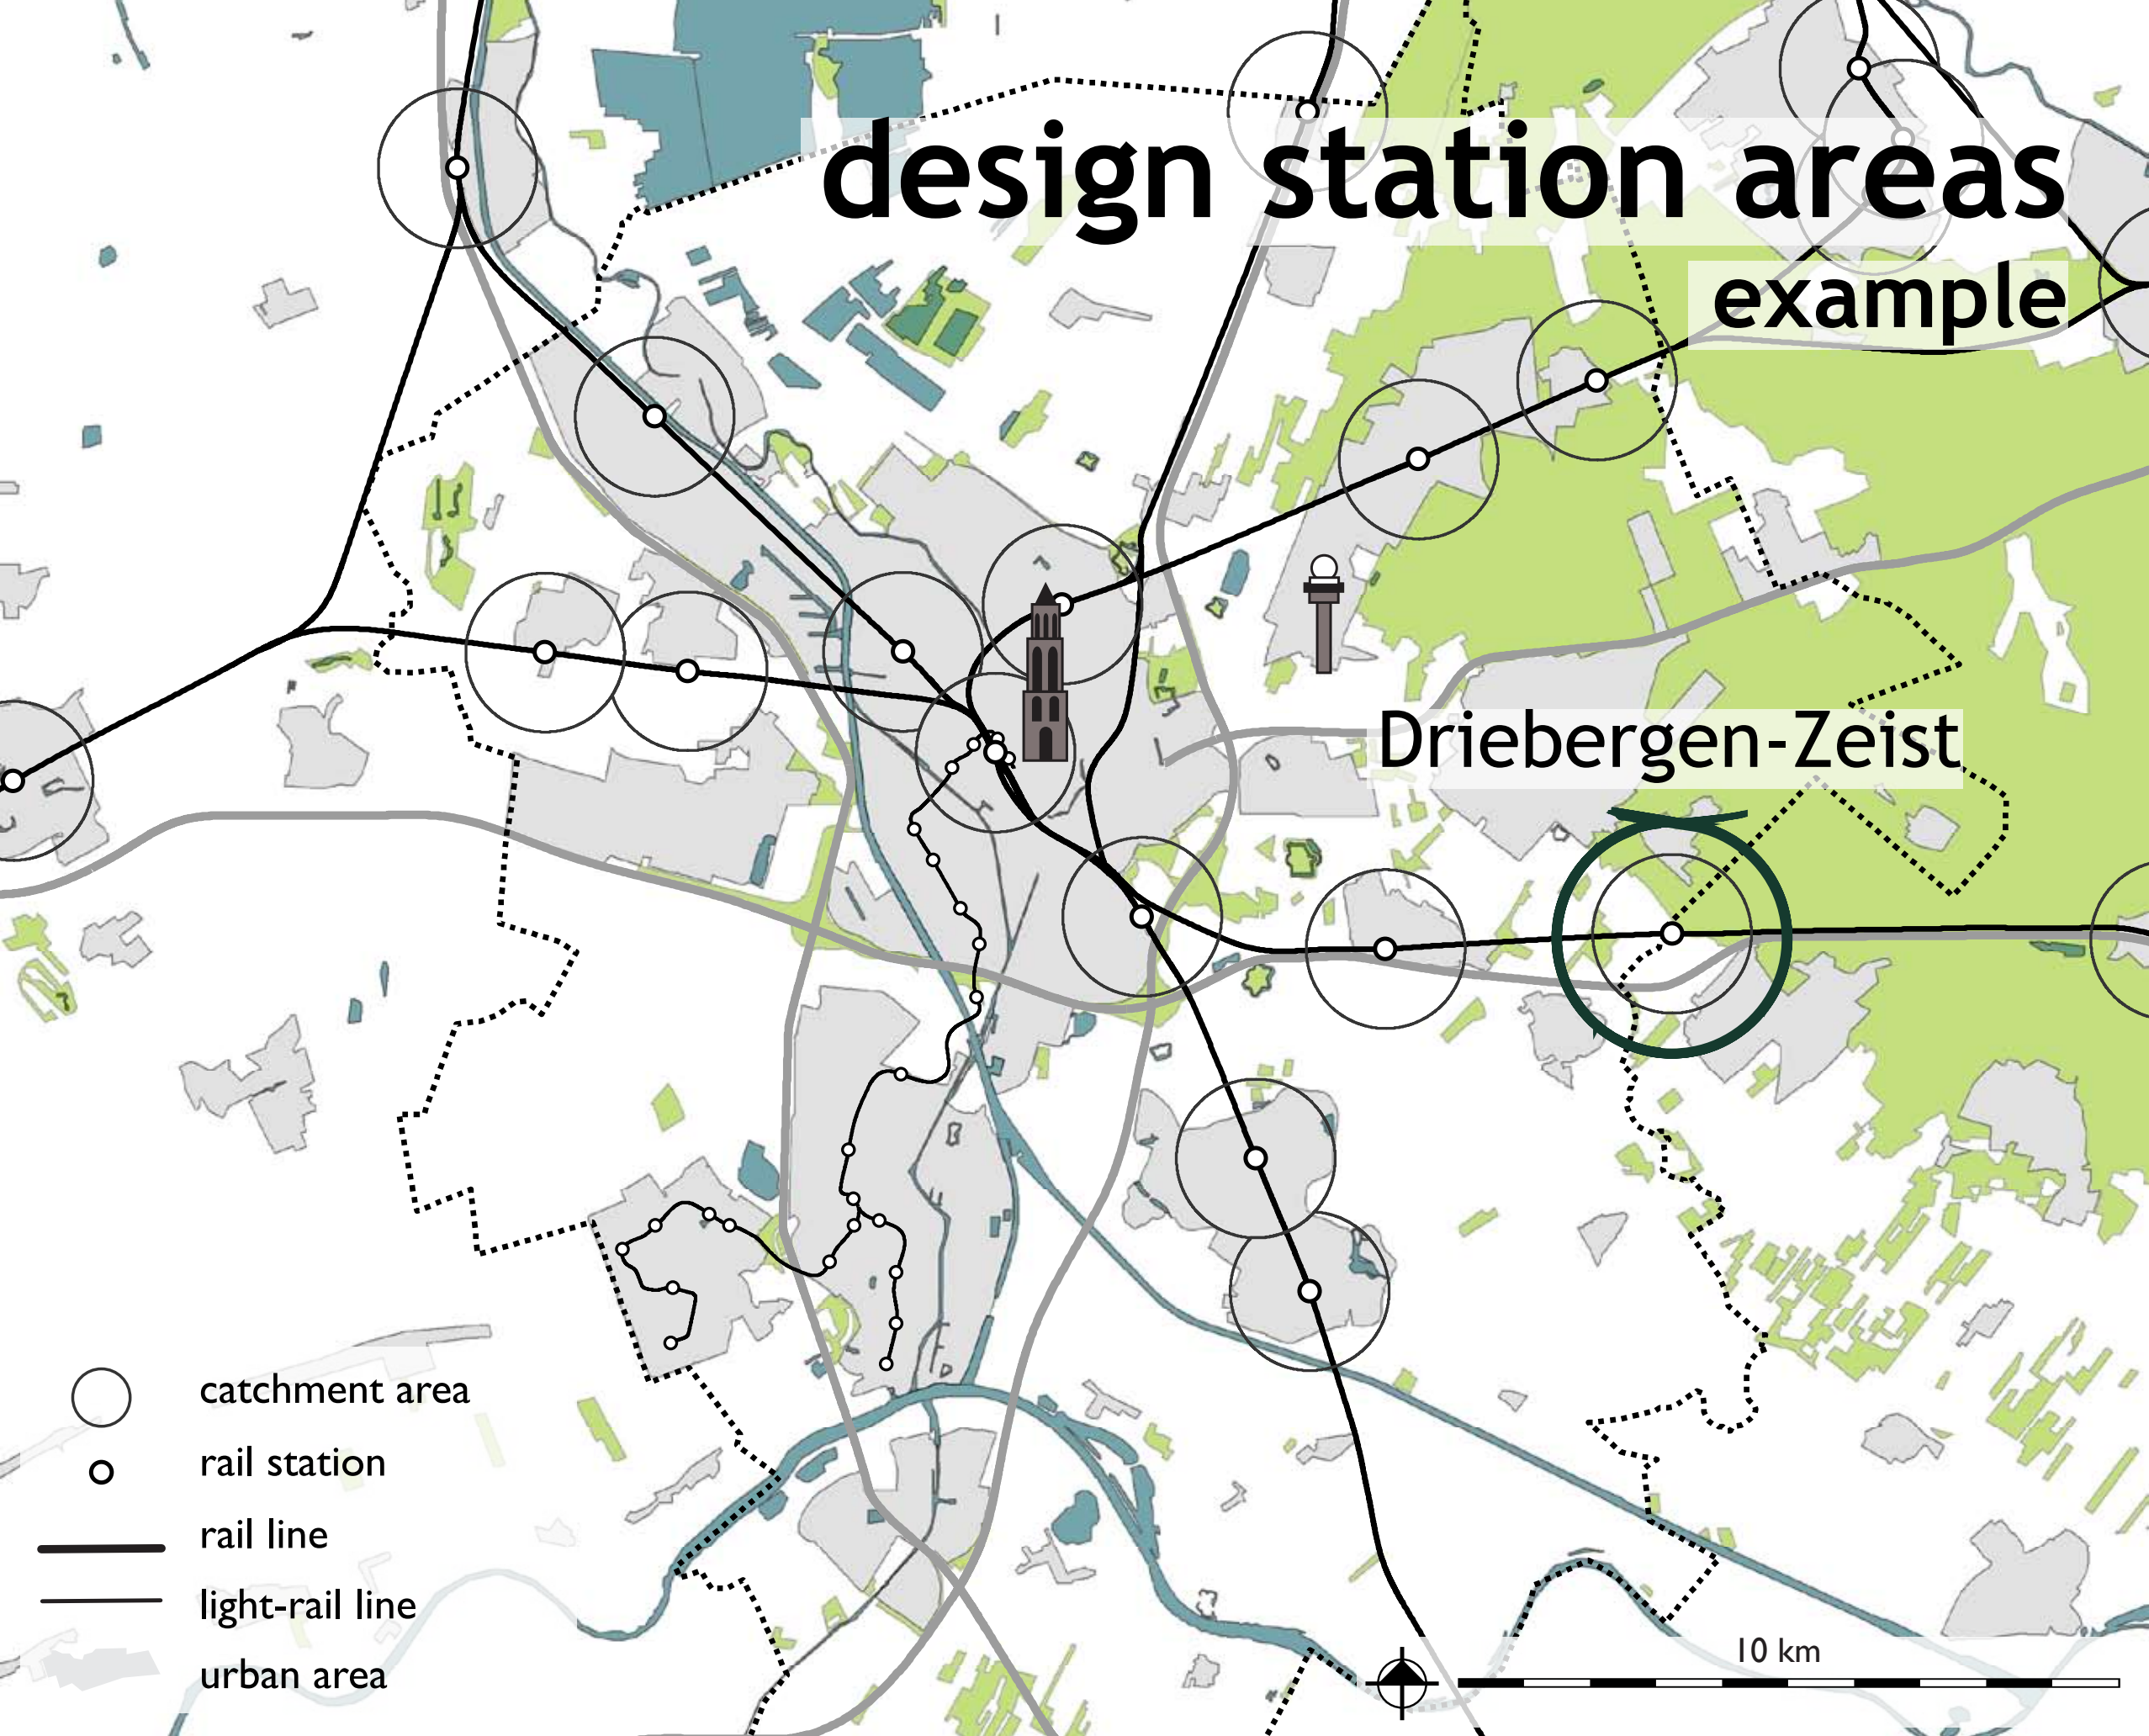 design station areas
example
Driebergen-Zeist
catchment area
rail station
rail line
light-rail line
urban area
10 km